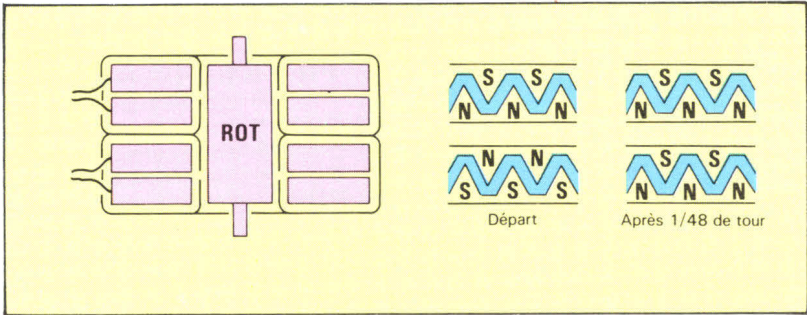 ROT
S S
N N N
N N
S S S
Départ
S S
N N N
S S
N N N
Après 1/48 de tour